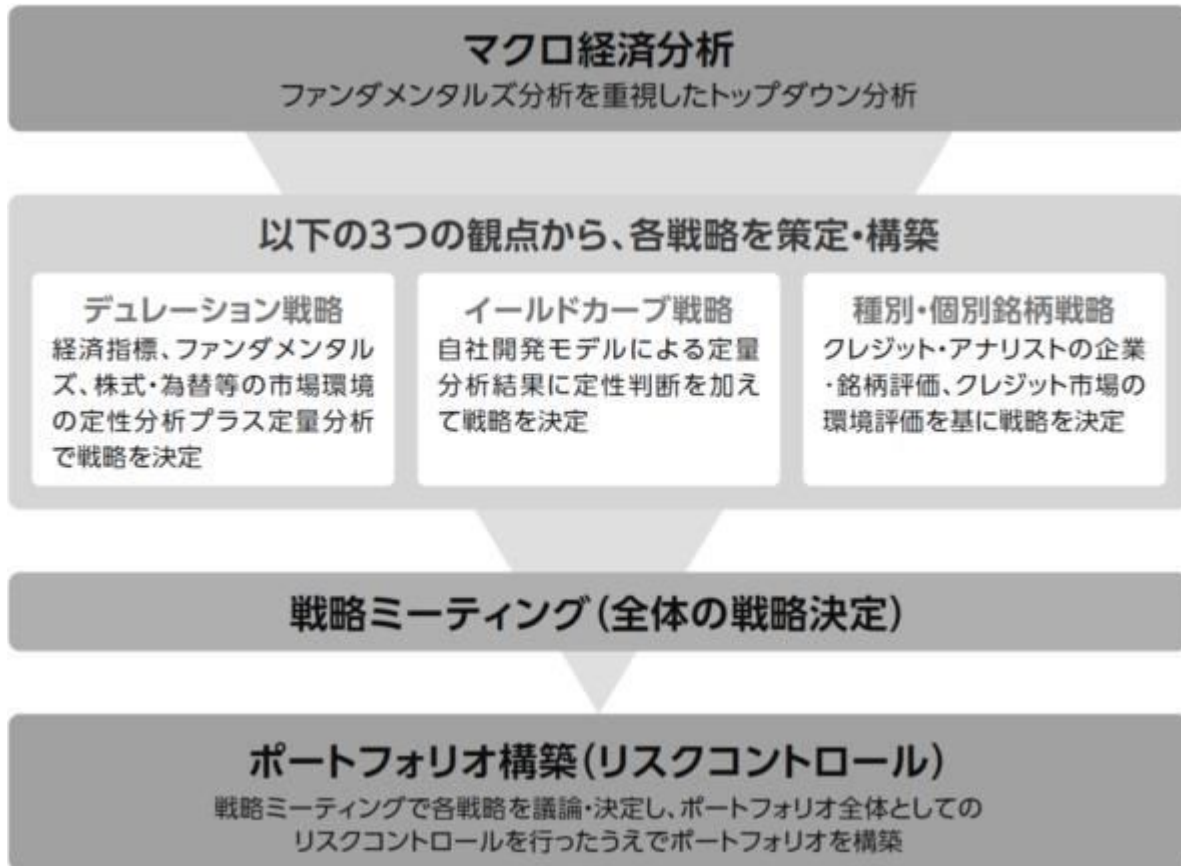 マクロ経済分析
ファンダメンタルズ分析を重視したトップダウン分析
以下の3つの観点から、各戦略を策定・構築
デュレーション戦略
経済指標、ファンダメンタル
ズ、株式・為替等の市場環境
の定性分析プラス定量分析
で戦略を決定
イールドカーブ戦略
自社開発モデルによる定量
分析結果に定性判断を加え
て戦略を決定
種別・個別銘柄戦略
クレジット・アナリストの企業
・銘柄評価、クレジット市場の
環境評価を基に戦略を決定
戦略ミーティング(全体の戦略決定)
ポートフォリオ構築(リスクコントロール)
戦略ミーティングで各戦略を議論・決定し、ポートフォリオ全体としての
リスクコントロールを行ったうえでポートフォリオを構築